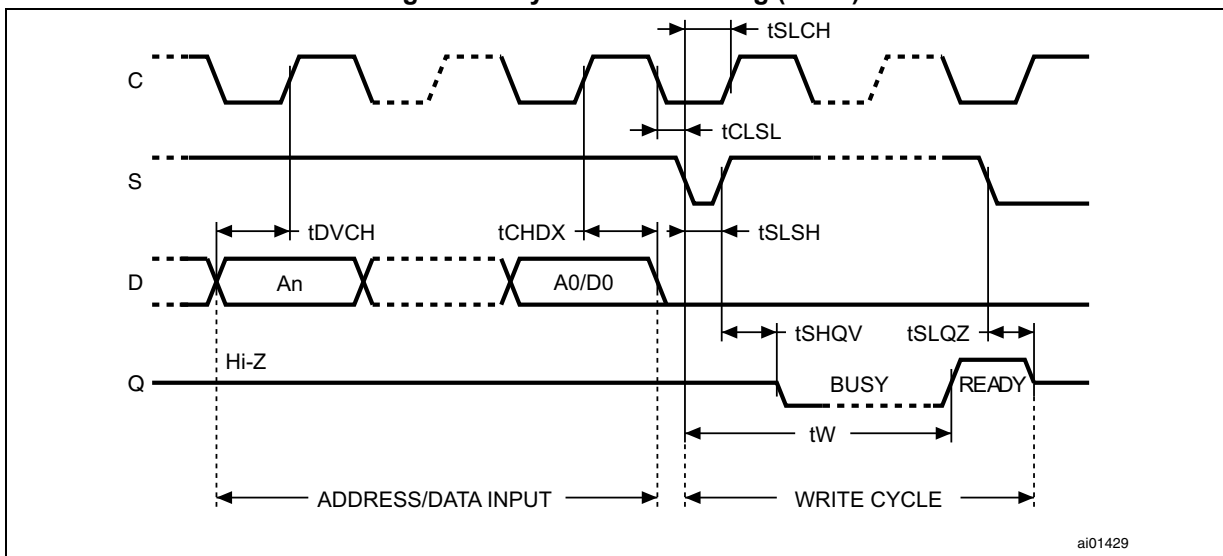 tSLCH
C
tCLSL
S
tDVCH
tCHDX
tSLSH
D
An
A0/D0
tSHQV
tSLQZ
Hi-Z
Q
BUSY
READY
tW
ADDRESS/DATA INPUT
WRITE CYCLE
ai01429